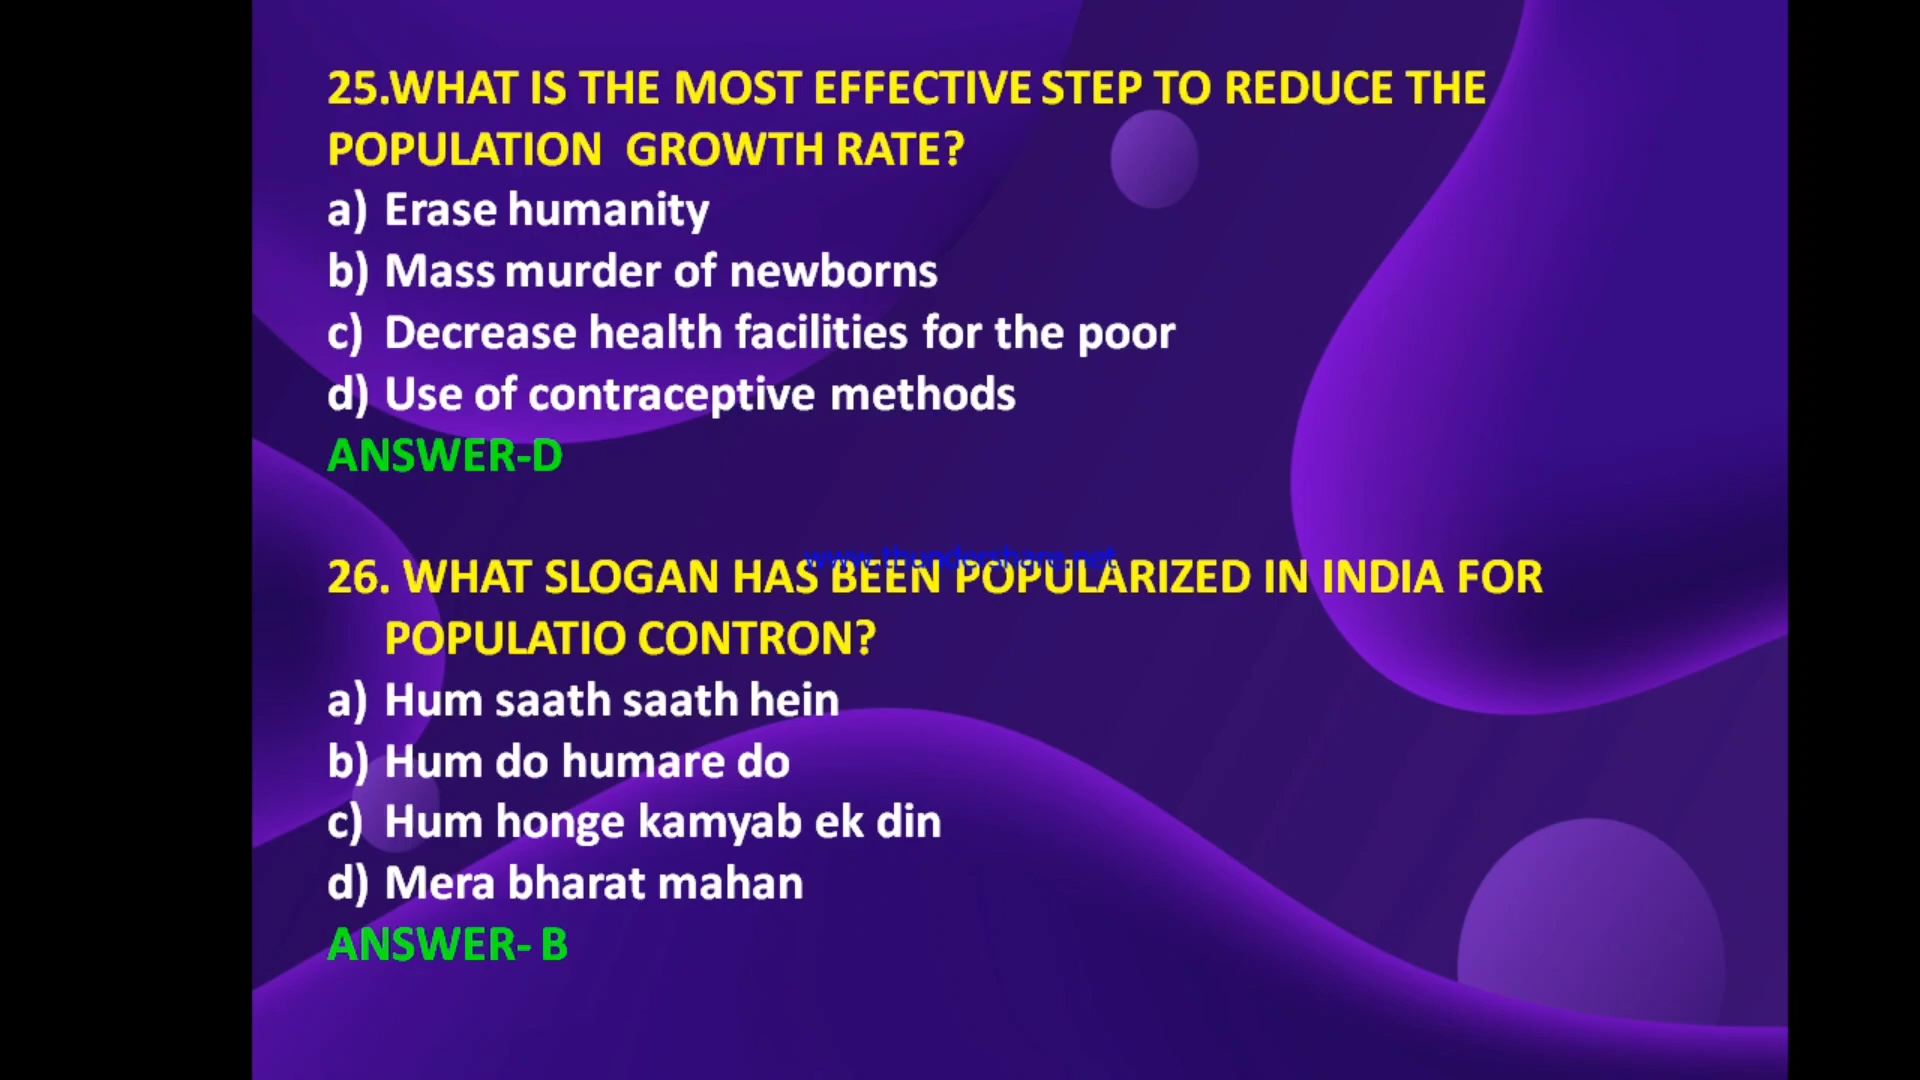 25.WHAT IS THE MOST EFFECTIVE STEP TO REDUCE THE
POPULATION GROWTH RATE?
a) Erase humanity
b) Mass murder of newborns
c) Decrease health facilities for the poor
d) Use of contraceptive methods
ANSWER-D
www.thundershare.net
26. WHAT SLOGAN HAS BEEN POPULARIZED IN INDIA FOR
POPULATIO CONTRON?
a) Hum saath saath hein
b) Hum do humare do
c) Hum honge kamyab ek din
d) Mera bharat mahan
ANSWER- B